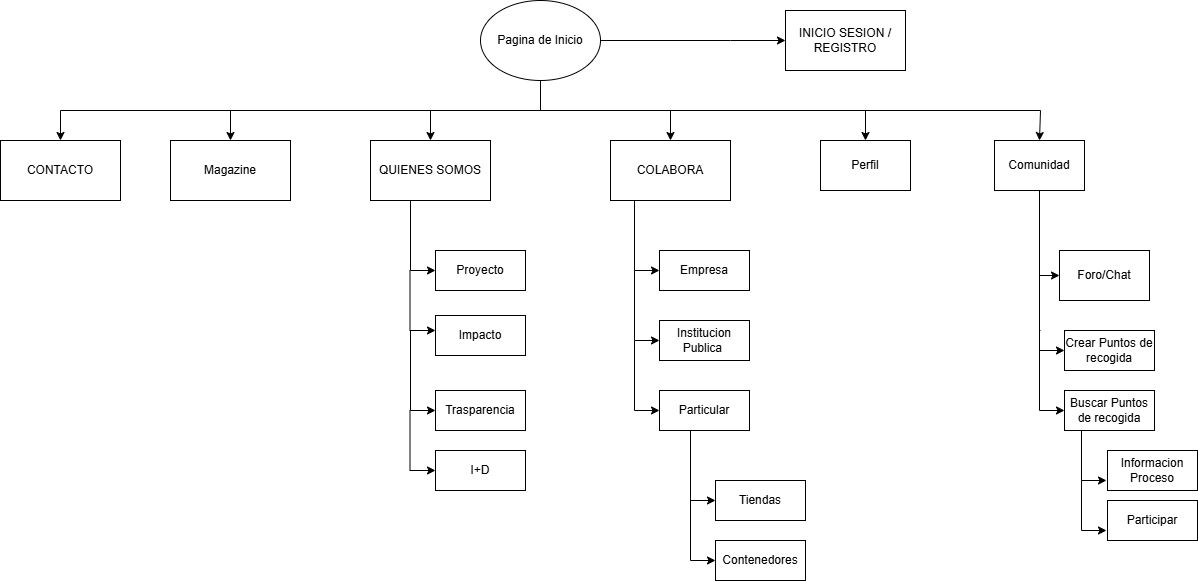 Pagina de Inicio
INICIO SESION /
REGISTRO
CONTACTO
Magazine
QUIENES SOMOS
COLABORA
Perfil
Comunidad
Proyecto
Impacto
Trasparencia
I+D
Empresa
Institucion
Publica
Particular
Tiendas
Contenedores
Foro/Chat
Crear Puntos de
recogida
Buscar Puntos
de recogida
Informacion
Proceso
Participar